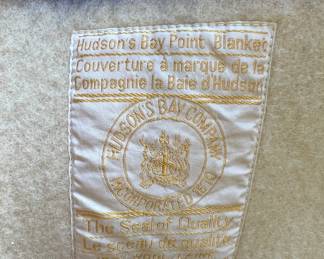 Hudson's Bay Point Blanket
Couverture à marque de la
Compagnie la Baie d'Hudson
HUDSON'S BAY COMPANY
INCORPORATED 1670
The Seal of Quality
Le sceau de qualité